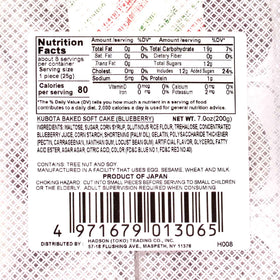 Nutrition Facts
about 8 servings per container
Serving size
1 piece (25g)
Calories per serving 80
Amount /serving %DV*
Total Fat 0g 0%
Sat. Fat 0g 0%
Trans Fat 0g
Cholest. 0mg 0%
Sodium 5mg 0%
Amount /serving %DV*
Total Carbohydrate 19g 7%
Dietary Fiber 0g 0%
Total Sugars 12g
Includes 12g Added Sugar 24%
Protein 1g
Vitamin D 0mcg 0%
Calcium 2mg 0%
Iron 0mg 0%
Potassium 2mg 0%
*The % Daily Value (DV) tells you how much a nutrient in a serving of food contributes to a daily diet. 2,000 calories a day is used for general nutrition advice.
KUBOTA BAKED SOFT CAKE (BLUEBERRY) NT. WT. 7.0oz(200g)
INGREDIENTS: MALTOSE, SUGAR, CORN SYRUP, GLUTINOUS RICE FLOUR, TREHALOSE, CONCENTRATED
BLUEBERRY JUICE, CORN STARCH, SHORTENING (PALM OIL), GELATIN, POLYSACCHARIDE THICKENER
(PECTIN, CARRAGEENAN, XANTHAN GUM, LOCUST BEAN GUM), ARTIFICIAL FLAVOR, GLYCEROL FATTY
ACID ESTER, AGAR AGAR, CITRIC ACID, COLOR (FD&C BLUE NO.1, FD&C RED NO.40)
CONTAINS: TREE NUT AND SOY
MANUFACTURED IN A FACILITY THAT USES EGG, SESAME, WHEAT AND MILK
PRODUCT OF JAPAN
CHOKING HAZARD. CUT INTO SMALL PIECES BEFORE SERVING TO SMALL CHILDREN
OR THE ELDERLY. ADULT SUPERVISION REQUIRED WHEN CONSUMING.
4 971679 013065
DISTRIBUTED BY : HADSON (TOKO) TRADING CO., INC.
57-18 FLUSHING AVE., MASPETH, NY 11378
H008